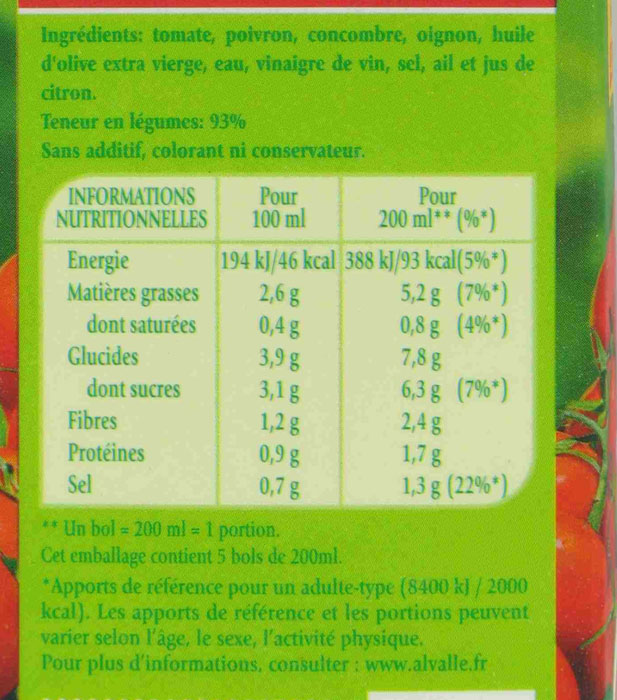 Ingrédients: tomate, poivron, concombre, oignon, huile
d'olive extra vierge, eau, vinaigre de vin, sel, ail et jus de
citron.
Teneur en légumes: 93%
Sans additif, colorant ni conservateur.
INFORMATIONS NUTRITIONNELLES Pour 100 ml Pour 200 ml** (%*)
Energie 194 kJ/46 kcal 388 kJ/93 kcal(5%*)
Matières grasses 2,6 g 5,2 g (7%*)
dont saturées 0,4 g 0,8 g (4%*)
Glucides 3,9 g 7,8 g
dont sucres 3,1 g 6,3 g (7%*)
Fibres 1,2 g 2,4 g
Protéines 0,9 g 1,7 g
Sel 0,7 g 1,3 g (22%*)
** Un bol = 200 ml = 1 portion.
Cet emballage contient 5 bols de 200ml.
*Apports de référence pour un adulte-type (8400 kJ / 2000
kcal). Les apports de référence et les portions peuvent
varier selon l'âge, le sexe, l'activité physique.
Pour plus d'informations, consulter : www.alvalle.fr